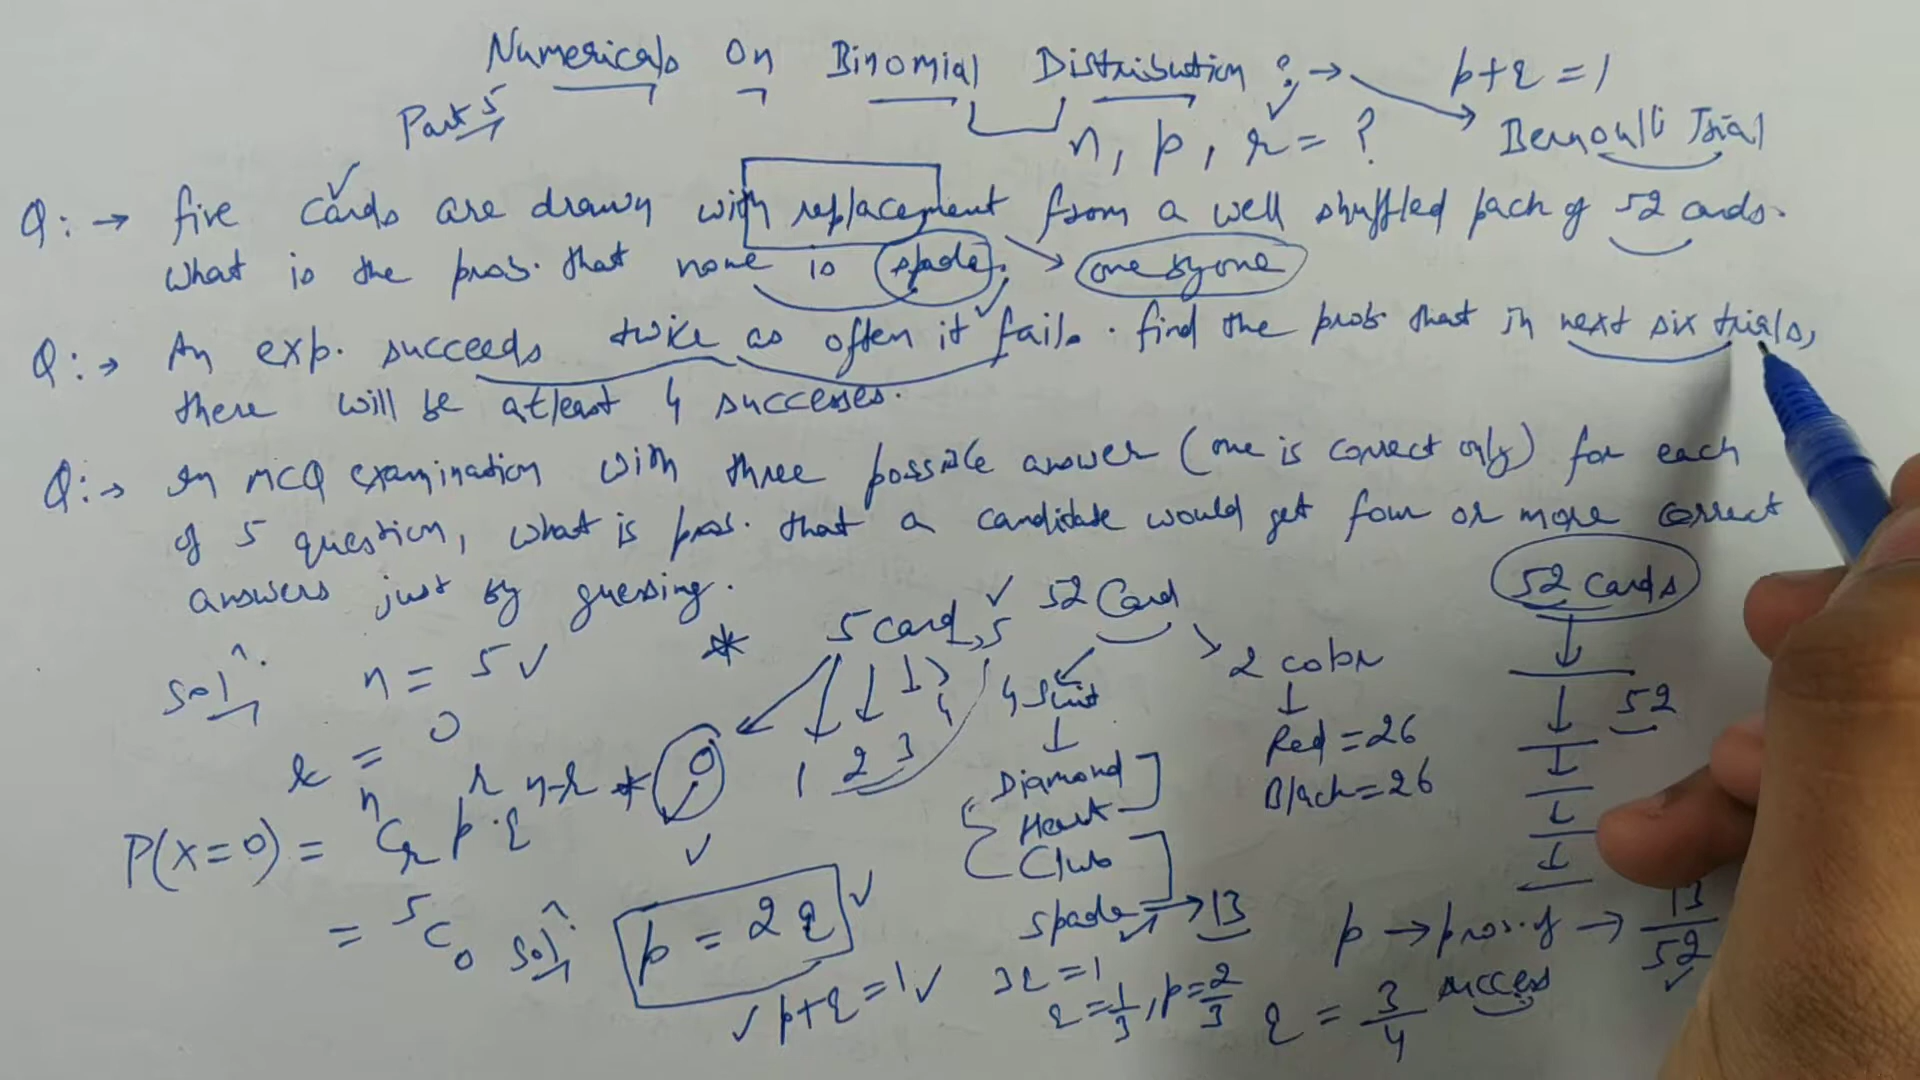 Numericals On Binomial Distribution : → p+q=1
Part 5
n, p, r = ?
Bernoulli Trial
Q: → five cards are drawn with replacement from a well shuffled pack of 52 cards.
What is the prob. that none is spade. → one by one
Q: → An exp. succeeds twice as often it fails. find the prob. that in next six trials,
there will be atleast 4 successes.
Q: → In MCQ examination with three possible answer (one is correct only) for each
of 5 question, what is prob. that a candidate would get four or more correct
answers just by guessing.
Soln. n = 5 ✓
r = 0
P(x=0) = nCr p^r . q^n-r
= 5C0
* 5 card
* 0 ✓ 1 2 3 4 5
52 Card
4 Suit
Diamond
Heart
Club
Spade → 13
2 color
Red = 26
Black = 26
52 Cards
52
p → prob. of success → 13/52 ✓
q = 3/4
Soln. p = 2q ✓
✓ p+q = 1 ✓
3q = 1
q = 1/3, p = 2/3